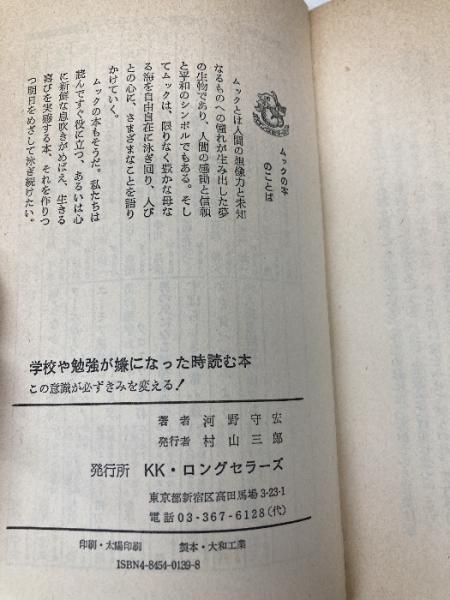 ムックの本
のことば
ムックとは人間の想像力と未知
なるものへの憧れが生み出した夢
の生物であり、人間の感動と信頼
と平和のシンボルでもある。そし
てムックは、限りなく豊かな母な
る海を自由自在に泳ぎ回り、人び
との心に、さまざまなことを語り
かけていく。
ムックの本もそうだ。私たちは
読んですぐ役に立つ、あるいは心
に新鮮な息吹きがめばえ、生きる
喜びを実感する本、それを作りつ
つ明日をめざして泳ぎ続けたい。
学校や勉強が嫌になった時読む本
この意識が必ずきみを変える!
著者 河野守宏
発行者 村山三郎
発行所 KK・ロングセラーズ
東京都新宿区高田馬場3-23-1
電話03-367-6128(代)
印刷・太陽印刷 製本・大和工業
ISBN4-8454-0139-8